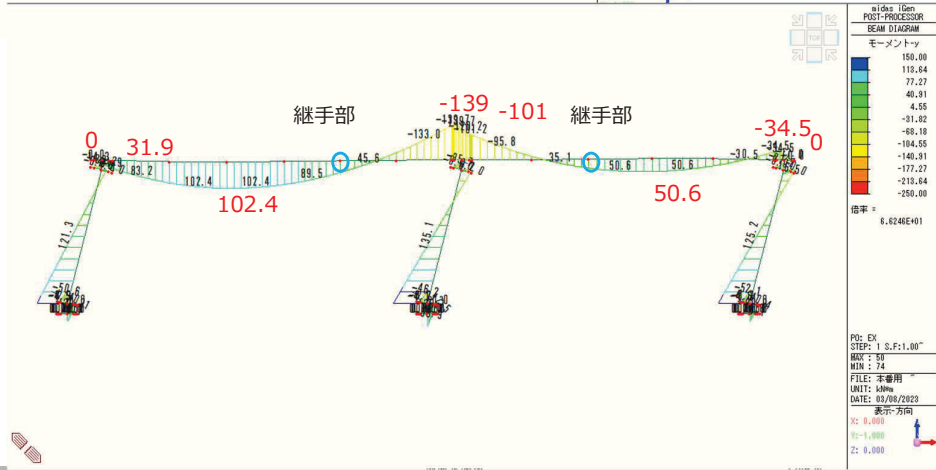 midas iGen
POST-PROCESSOR
BEAM DIAGRAM
モーメント-y
150.00
113.64
77.27
40.91
4.55
-31.82
-68.18
-104.55
-140.91
-177.27
-213.64
-250.00
倍率 =
6.6246E+01
TOP
継手部
-139
-101
継手部
-34.5
0
0
31.9
-133.0
-95.8
45.6
35.1
-30.5
83.2
102.4
102.4
89.5
50.6
50.6
102.4
50.6
121.3
135.1
125.2
PO: EX
STEP: 1 S.F:1.00
MAX : 50
MIN : 74
FILE: 本番用 ~
UNIT: kN*m
DATE: 03/08/2023
表示-方向
X: 0.000
Y:-1.000
Z: 0.000